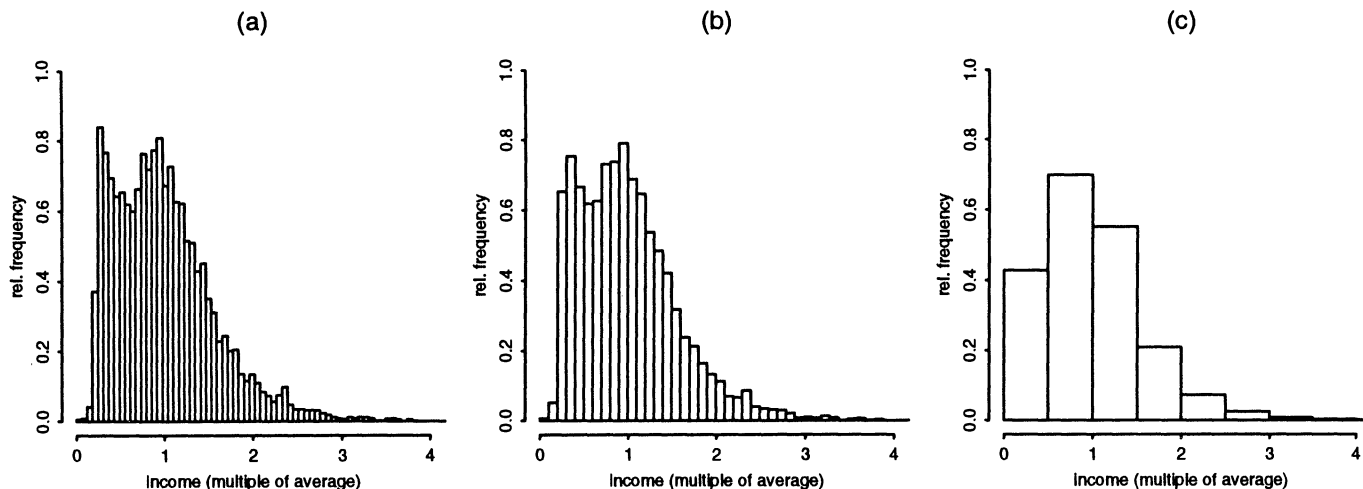 (a)
(b)
(c)
rel. frequency
0.0 0.2 0.4 0.6 0.8 1.0
0 1 2 3 4
income (multiple of average)
rel. frequency
0.0 0.2 0.4 0.6 0.8 1.0
0 1 2 3 4
income (multiple of average)
rel. frequency
0.0 0.2 0.4 0.6 0.8 1.0
0 1 2 3 4
income (multiple of average)